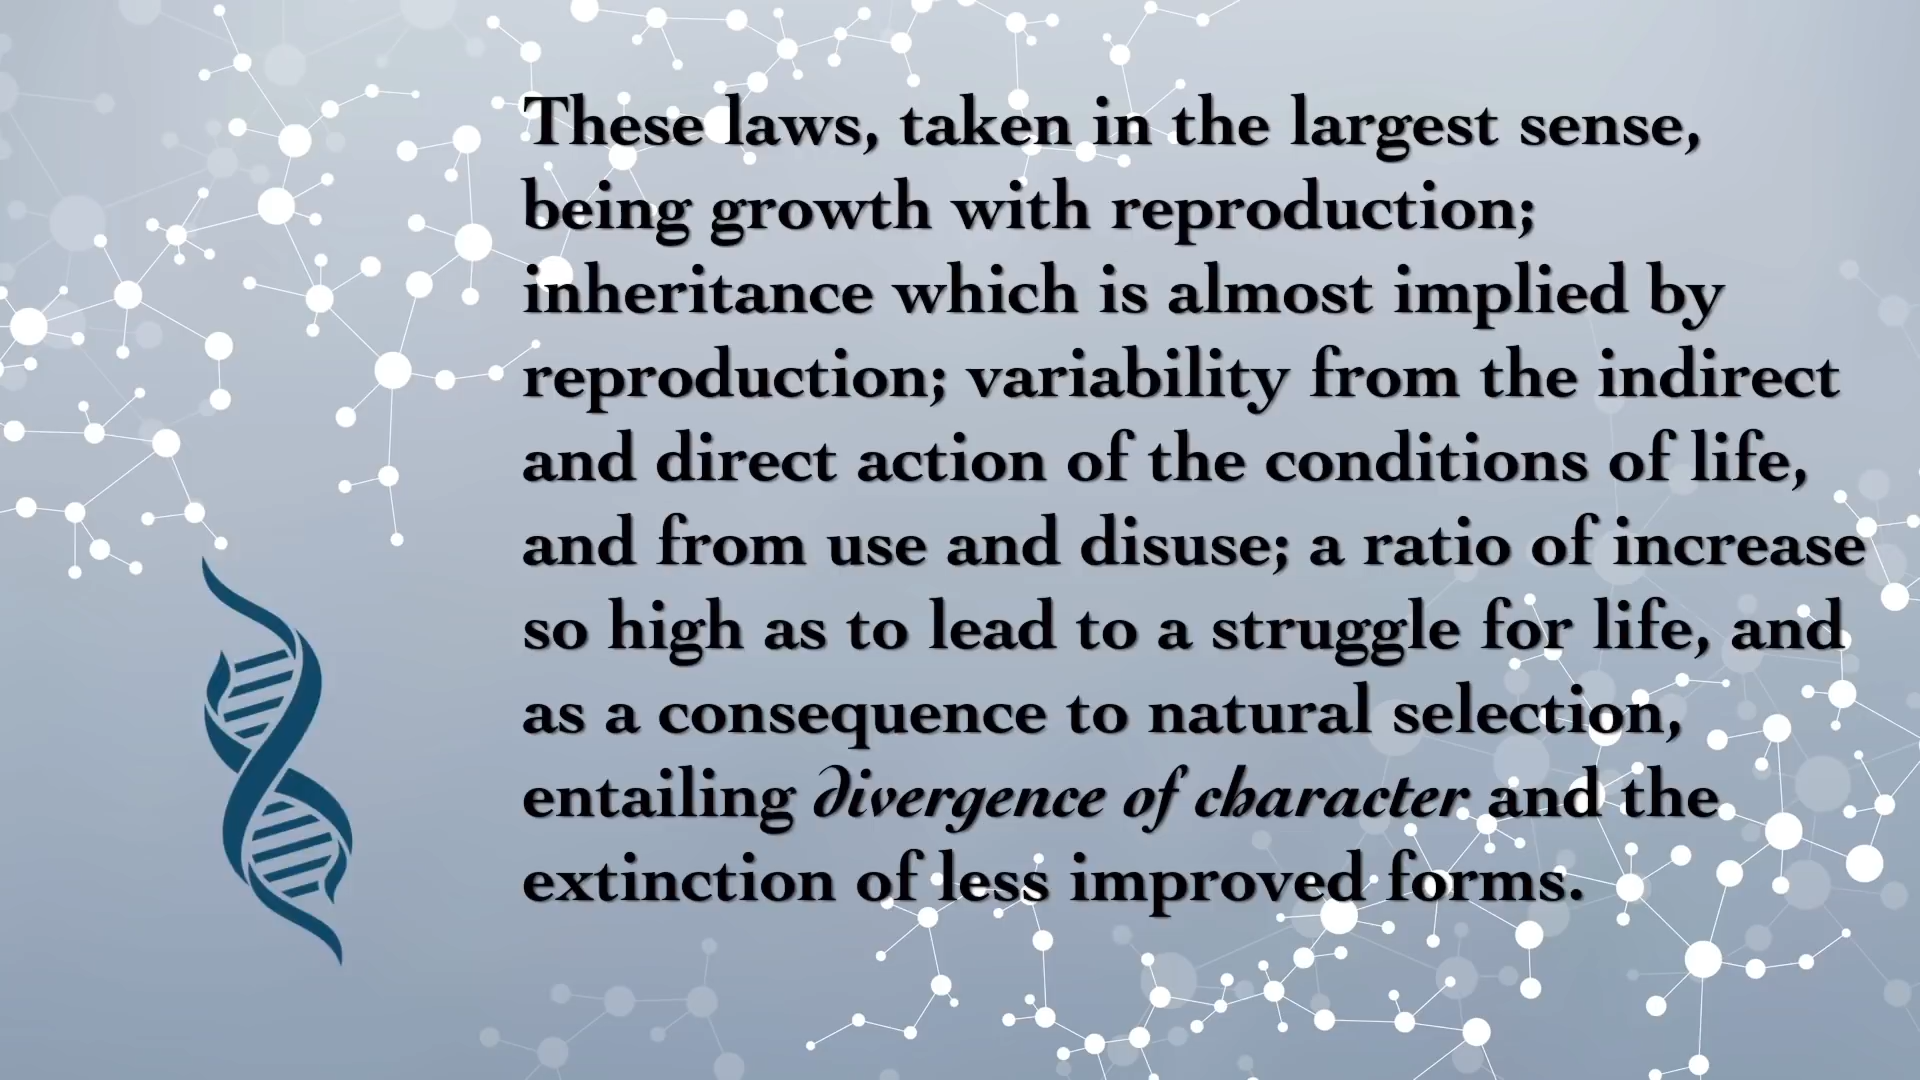 These laws, taken in the largest sense,
being growth with reproduction;
inheritance which is almost implied by
reproduction; variability from the indirect
and direct action of the conditions of life,
and from use and disuse; a ratio of increase
so high as to lead to a struggle for life, and
as a consequence to natural selection,
entailing divergence of character and the
extinction of less improved forms.